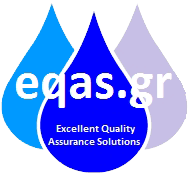 eqas.gr
Excellent Quality
Assurance Solutions